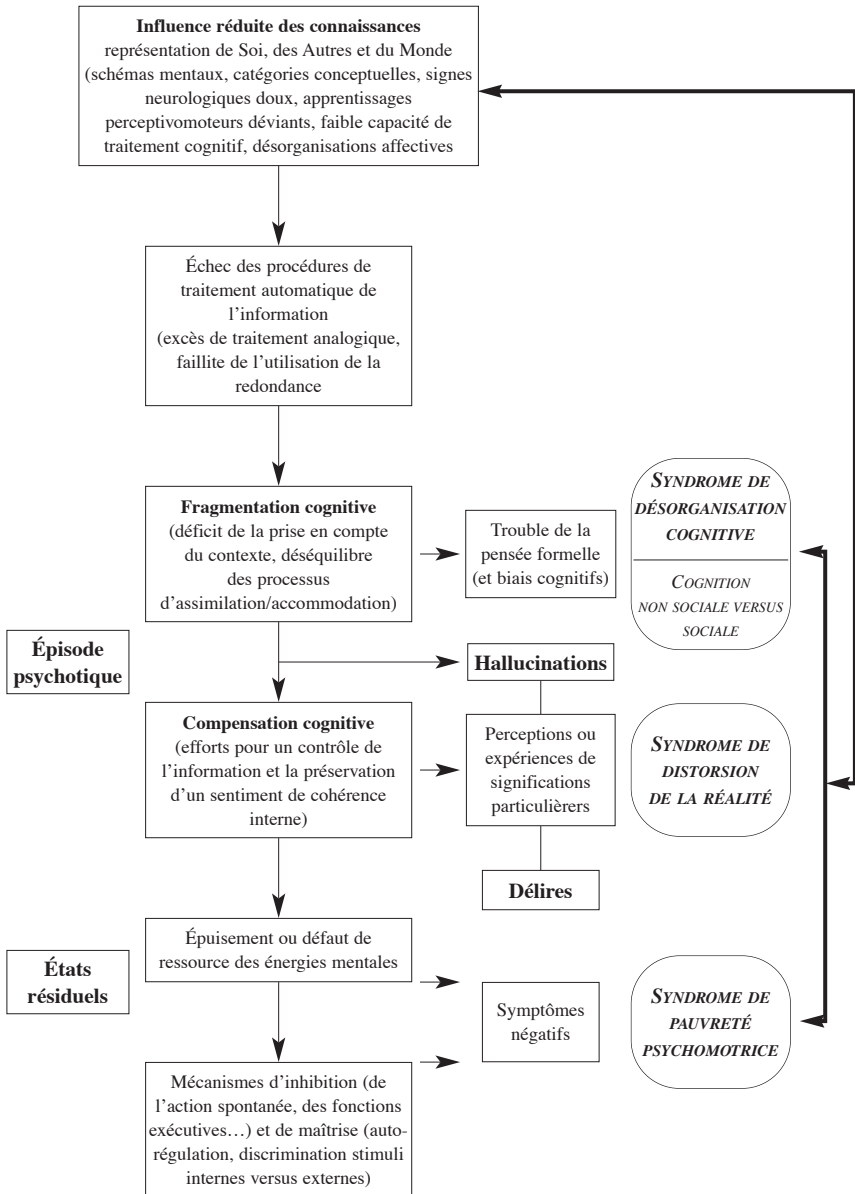 Influence réduite des connaissances
représentation de Soi, des Autres et du Monde
(schémas mentaux, catégories conceptuelles, signes
neurologiques doux, apprentissages
perceptivomoteurs déviants, faible capacité de
traitement cognitif, désorganisations affectives
Échec des procédures de
traitement automatique de
l’information
(excès de traitement analogique,
faillite de l’utilisation de la
redondance
Fragmentation cognitive
(déficit de la prise en compte
du contexte, déséquilibre
des processus
d’assimilation/accommodation)
Trouble de la
pensée formelle
(et biais cognitifs)
SYNDROME DE
DÉSORGANISATION
COGNITIVE
COGNITION
NON SOCIALE VERSUS
SOCIALE
Épisode
psychotique
Hallucinations
Compensation cognitive
(efforts pour un contrôle de
l’information et la préservation
d’un sentiment de cohérence
interne)
Perceptions ou
expériences de
significations
particulièrers
SYNDROME DE
DISTORSION
DE LA RÉALITÉ
Délires
Épuisement ou défaut de
ressource des énergies mentales
États
résiduels
Symptômes
négatifs
SYNDROME DE
PAUVRETÉ
PSYCHOMOTRICE
Mécanismes d’inhibition (de
l’action spontanée, des fonctions
exécutives…) et de maîtrise (auto-
régulation, discrimination stimuli
internes versus externes)